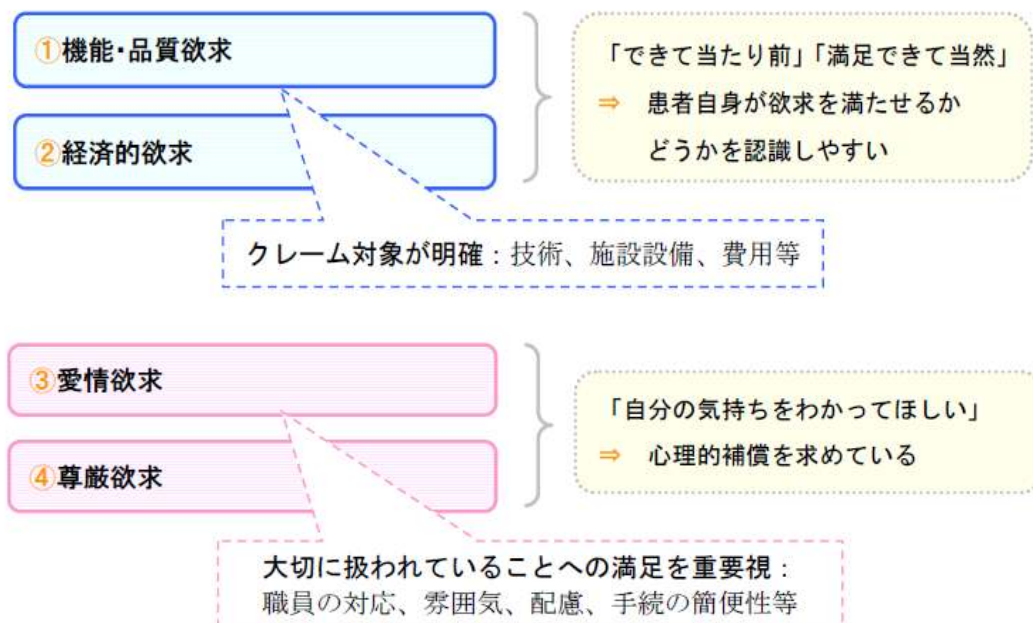 ①機能・品質欲求
②経済的欲求
「できて当たり前」「満足できて当然」
⇒ 患者自身が欲求を満たせるか
どうかを認識しやすい
クレーム対象が明確：技術、施設設備、費用等
③愛情欲求
④尊厳欲求
「自分の気持ちをわかってほしい」
⇒ 心理的補償を求めている
大切に扱われていることへの満足を重要視：
職員の対応、雰囲気、配慮、手続の簡便性等